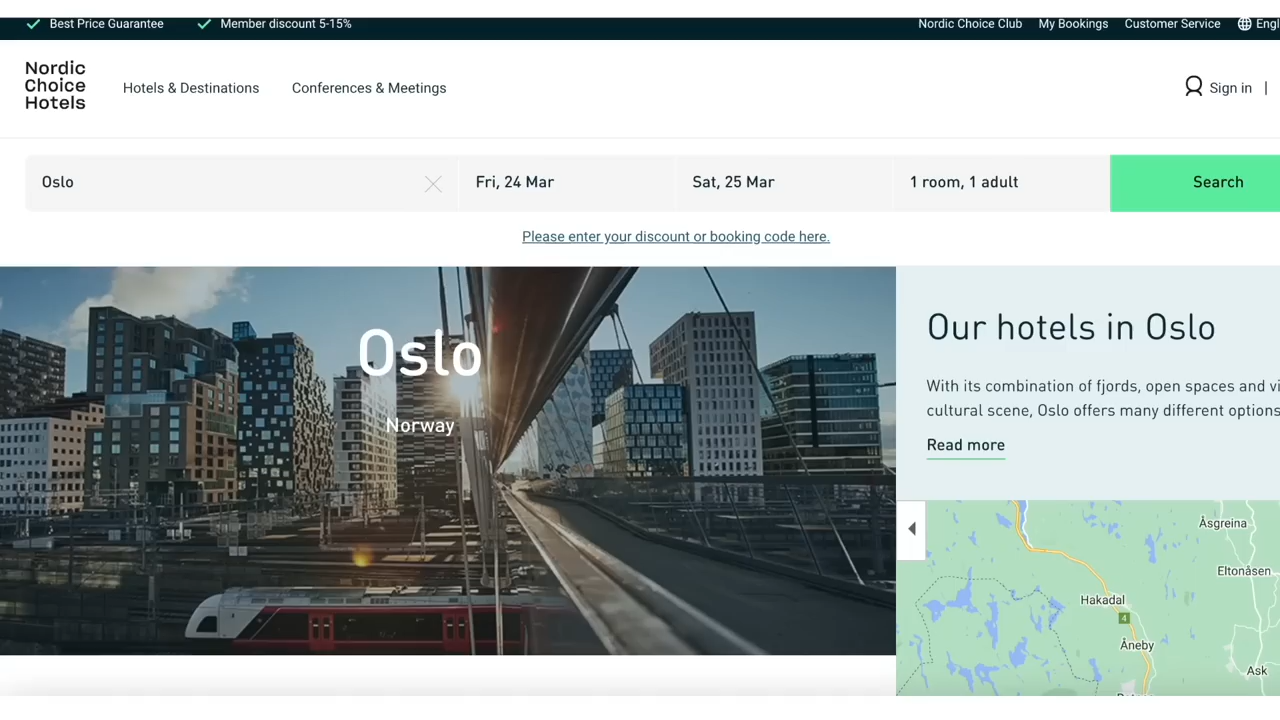 Best Price Guarantee
Member discount 5-15%
Nordic Choice Club
My Bookings
Customer Service
Engl
Nordic
Choice
Hotels
Hotels & Destinations
Conferences & Meetings
Sign in |
Oslo
Fri, 24 Mar
Sat, 25 Mar
1 room, 1 adult
Search
Please enter your discount or booking code here.
Oslo
Norway
Our hotels in Oslo
With its combination of fjords, open spaces and vi
cultural scene, Oslo offers many different options
Read more
Åsgreina
Eltonåsen
Hakadal
4
Åneby
Ask